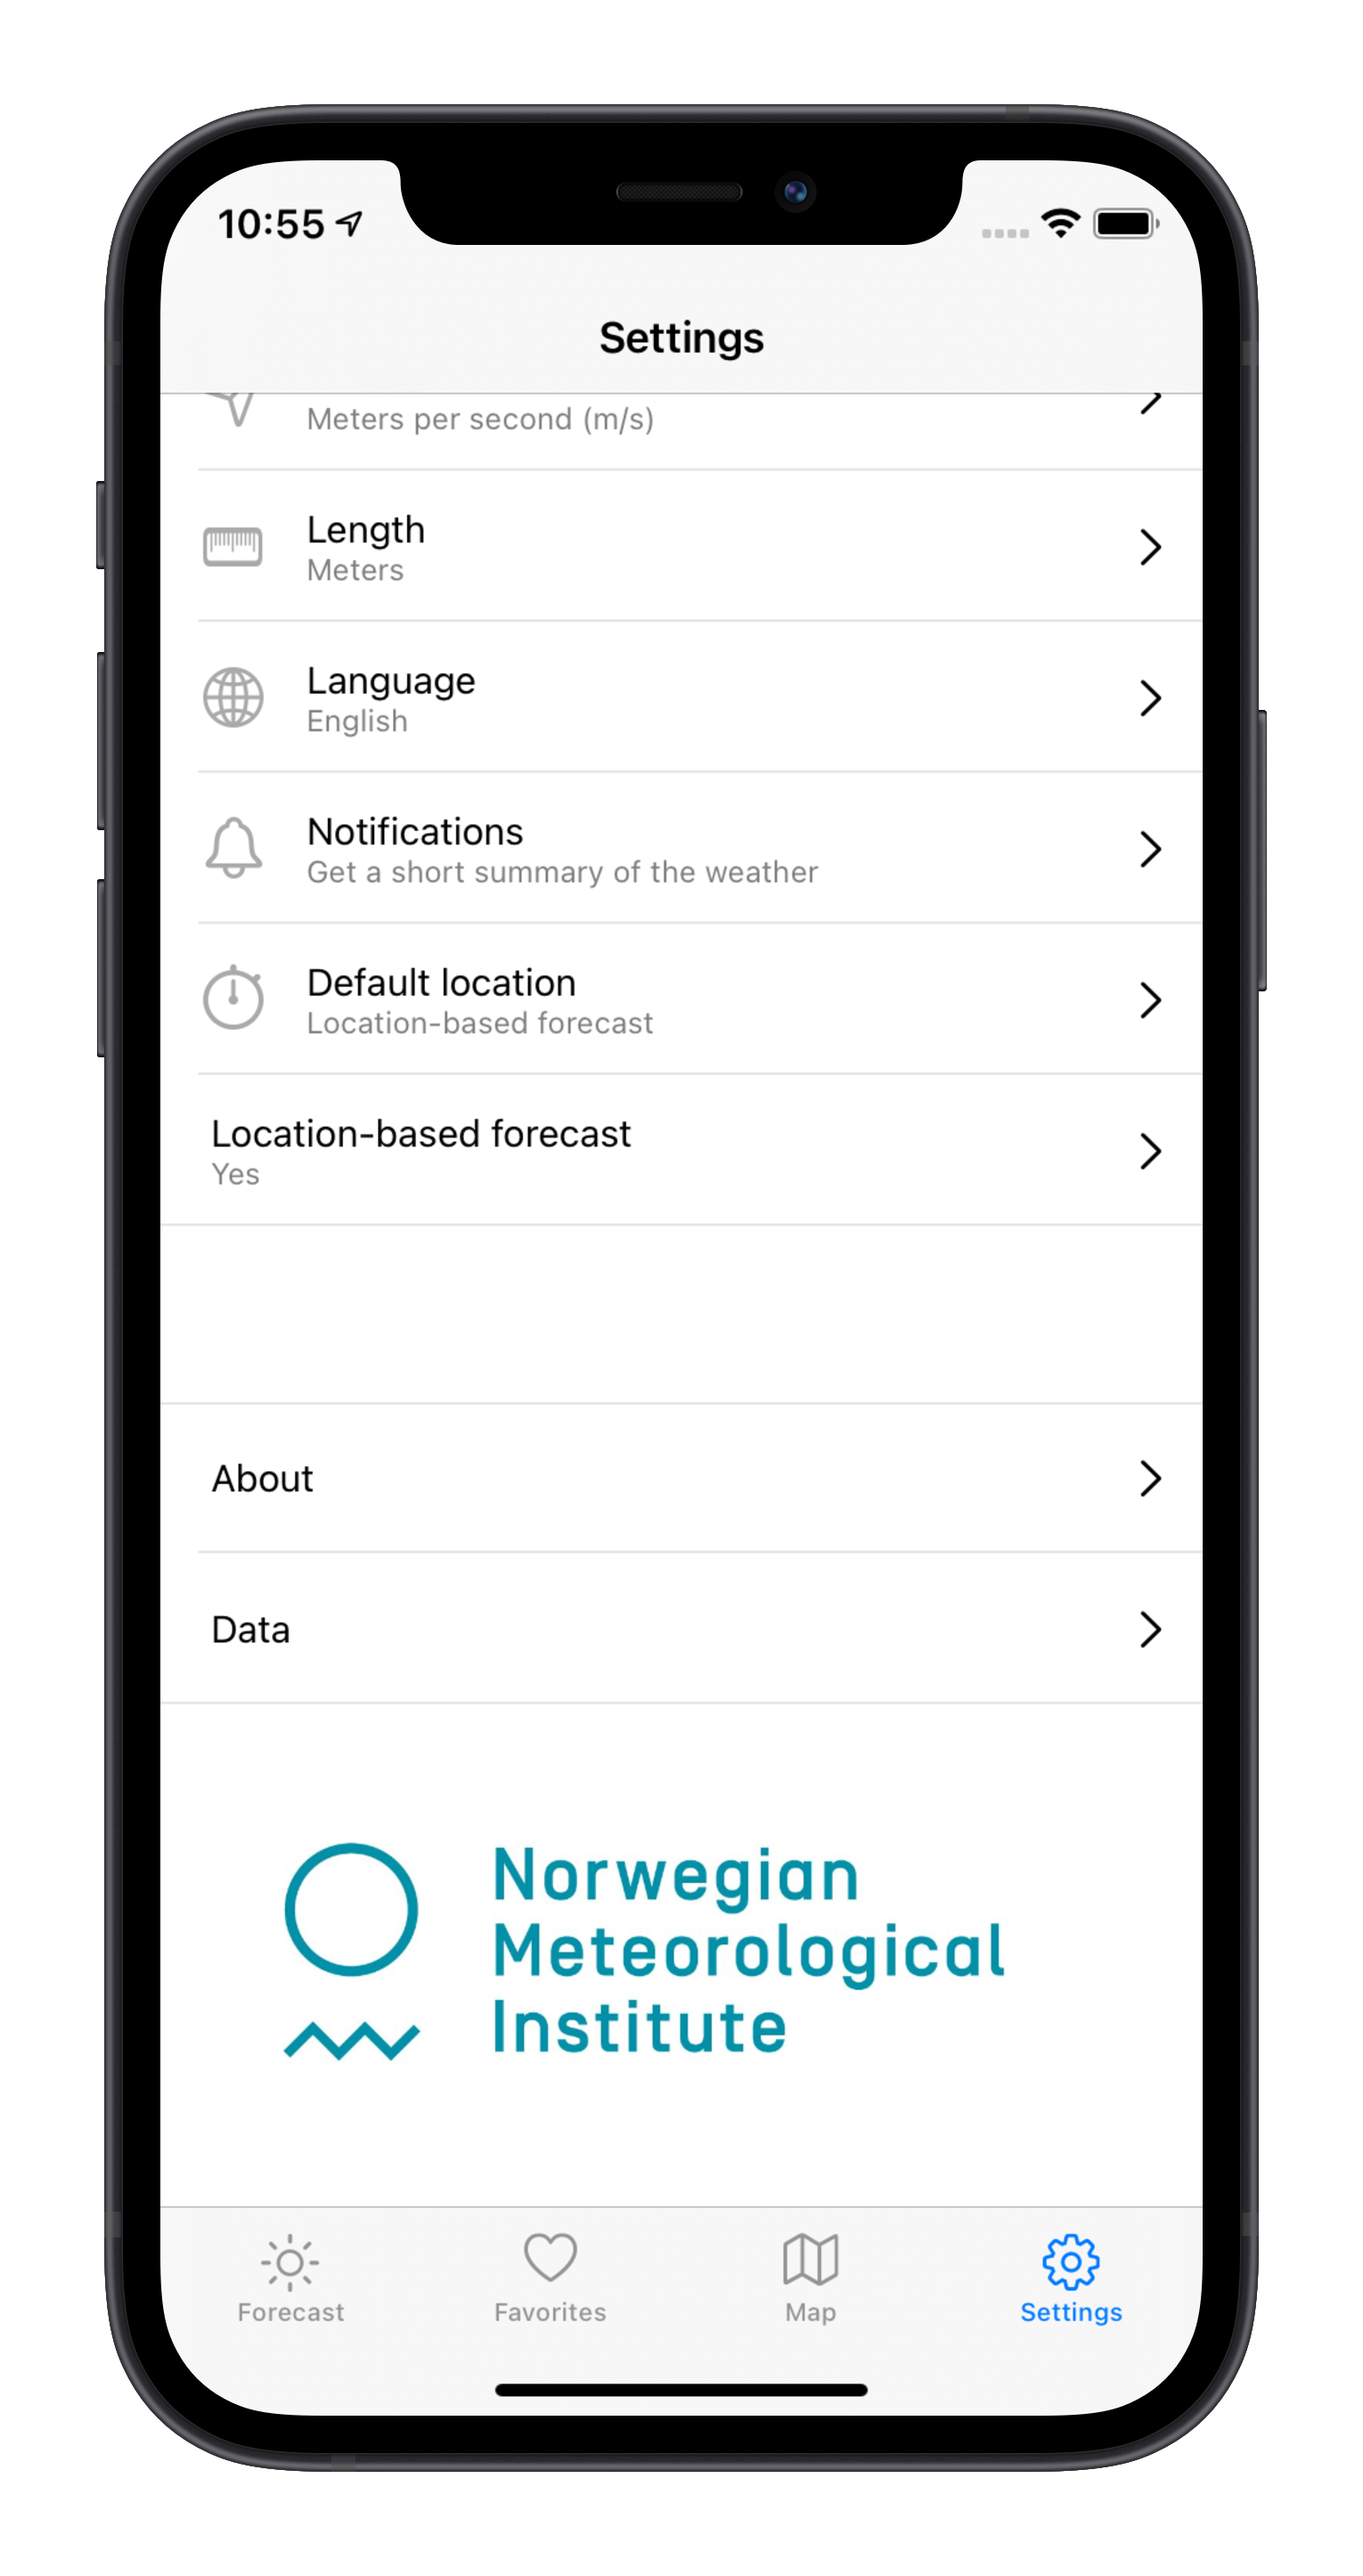 10:55
Settings
Meters per second (m/s)
Length
Meters
Language
English
Notifications
Get a short summary of the weather
Default location
Location-based forecast
Location-based forecast
Yes
About
Data
Norwegian
Meteorological
Institute
Forecast
Favorites
Map
Settings